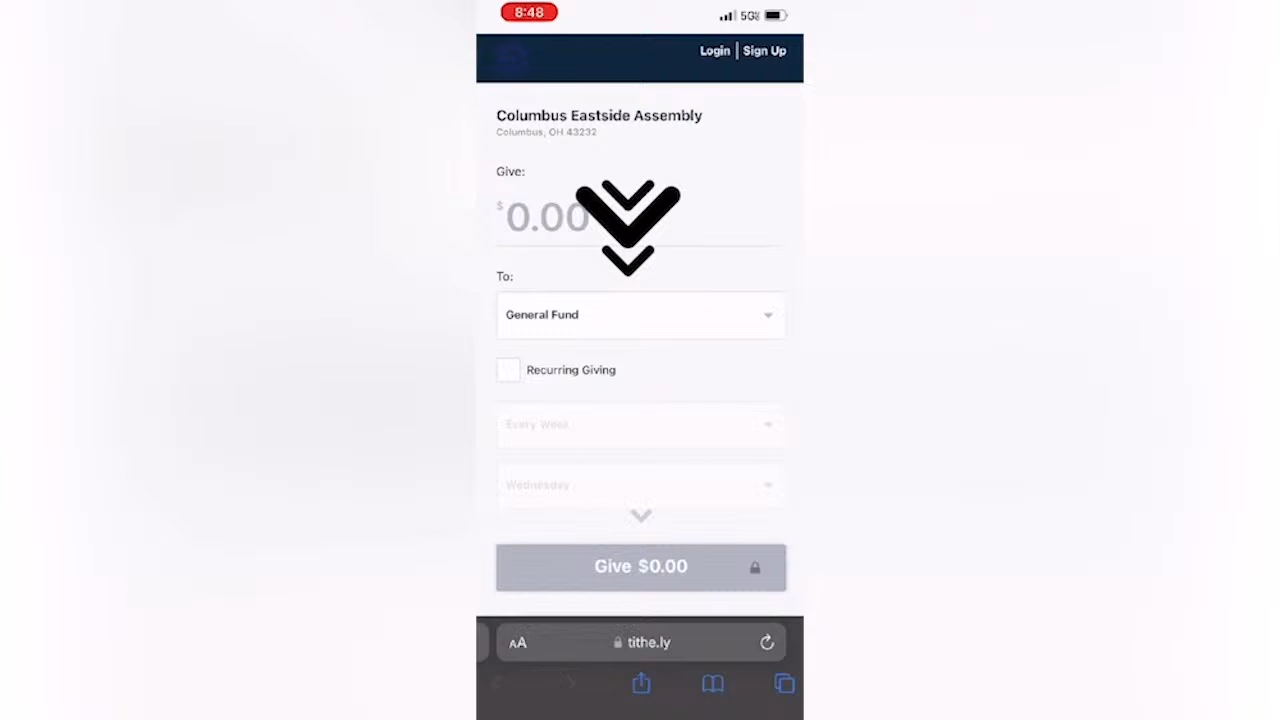 8:48
5G
Login | Sign Up
Columbus Eastside Assembly
Columbus, OH 43232
Give:
$0.00
To:
General Fund
Recurring Giving
Every Week
Wednesday
Give $0.00
AA
tithe.ly